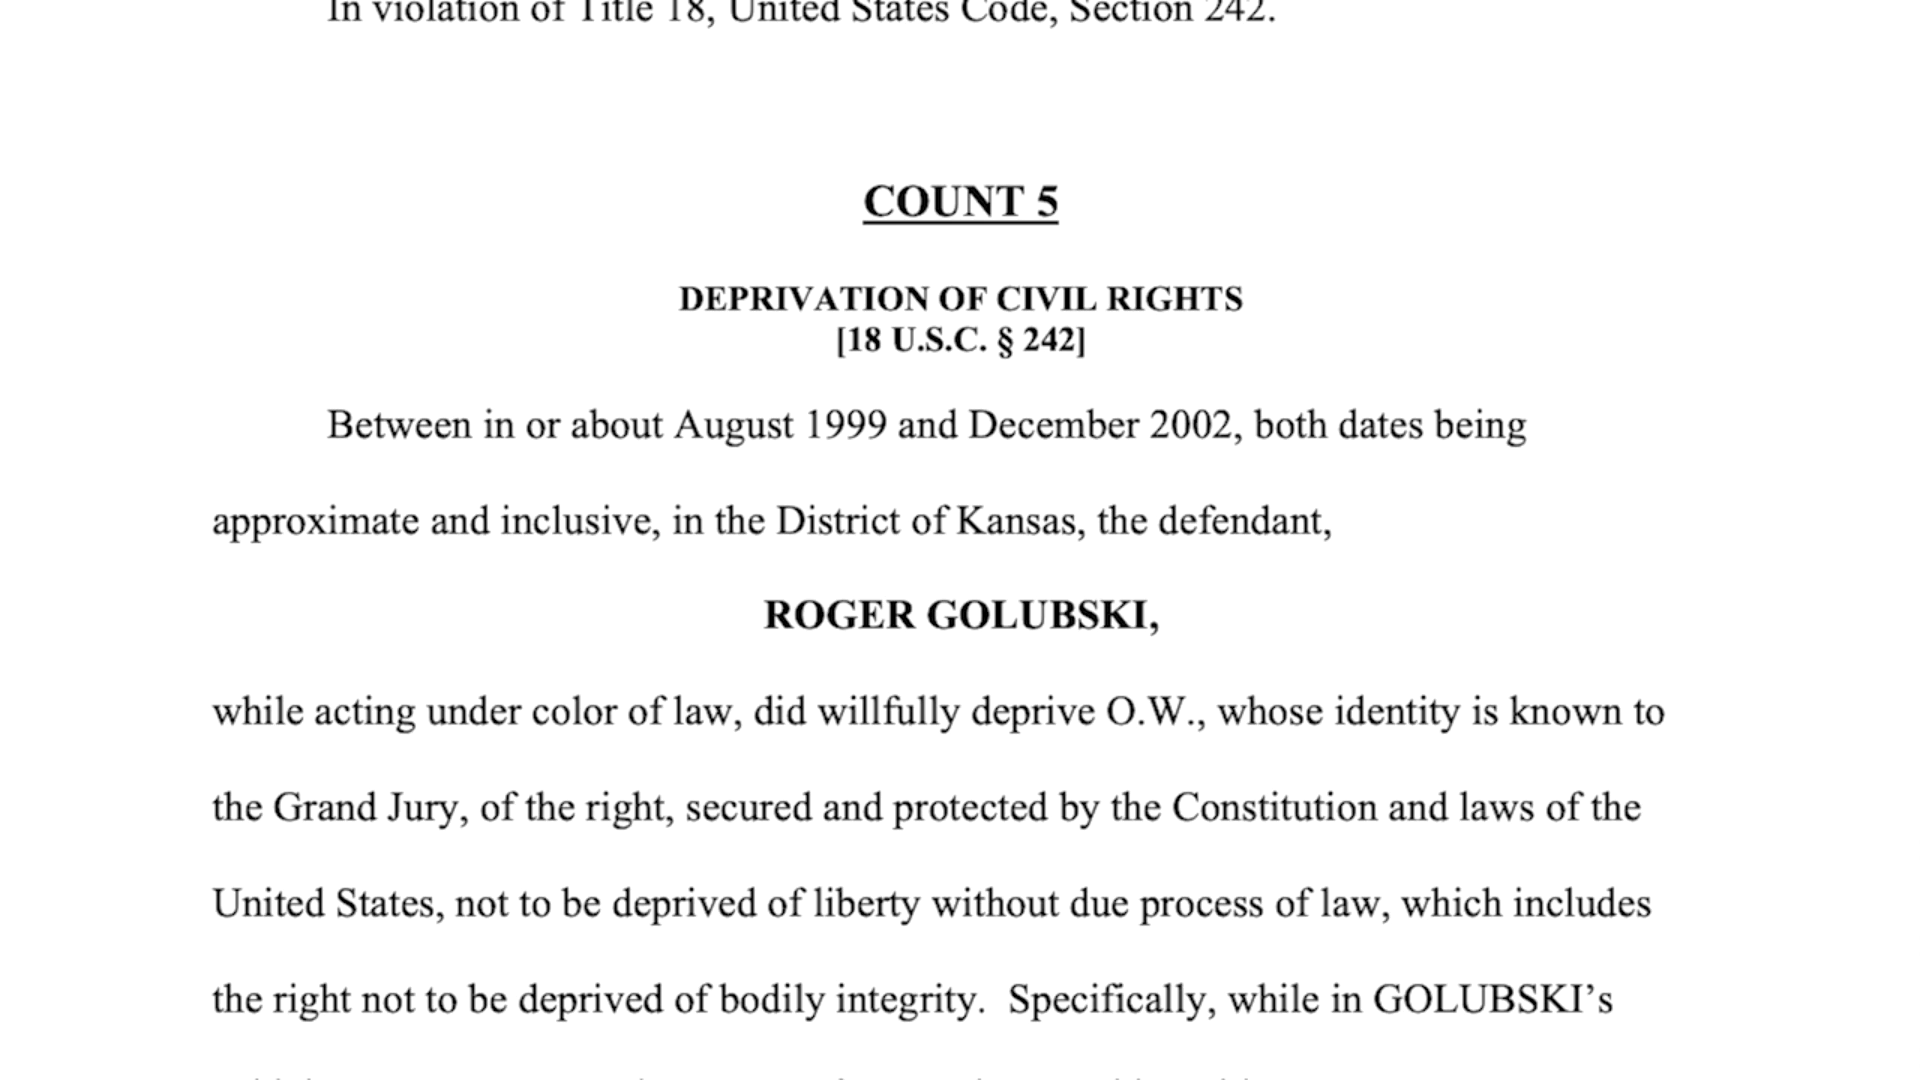 In violation of Title 18, United States Code, Section 242.
COUNT 5
DEPRIVATION OF CIVIL RIGHTS
[18 U.S.C. § 242]
Between in or about August 1999 and December 2002, both dates being
approximate and inclusive, in the District of Kansas, the defendant,
ROGER GOLUBSKI,
while acting under color of law, did willfully deprive O.W., whose identity is known to
the Grand Jury, of the right, secured and protected by the Constitution and laws of the
United States, not to be deprived of liberty without due process of law, which includes
the right not to be deprived of bodily integrity.  Specifically, while in GOLUBSKI’s